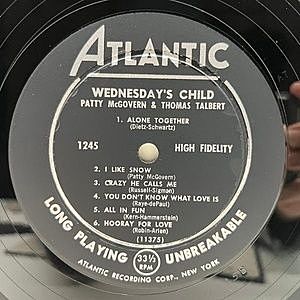 ATLANTIC
WEDNESDAY'S CHILD
PATTY McGOVERN & THOMAS TALBERT
1. ALONE TOGETHER
(Dietz-Schwartz)
1245 HIGH FIDELITY
2. I LIKE SNOW
(Patty McGovern)
3. CRAZY HE CALLS ME
(Russell-Sigman)
4. YOU DON'T KNOW WHAT LOVE IS
(Raye-dePaul)
5. ALL IN FUN
(Kern-Hammerstein)
6. HOORAY FOR LOVE
(Robin-Arlen)
(11375)
LONG PLAYING 33⅓ RPM UNBREAKABLE
ATLANTIC RECORDING CORP., NEW YORK